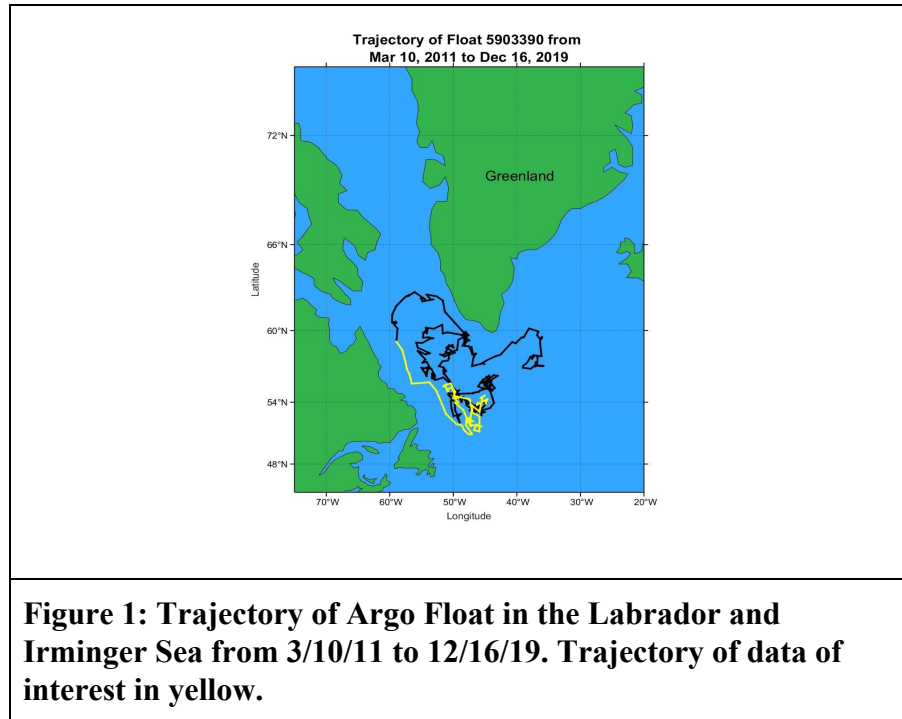 Trajectory of Float 5903390 from
Mar 10, 2011 to Dec 16, 2019
72°N
Greenland
66°N
Latitude
60°N
54°N
48°N
70°W 60°W 50°W 40°W 30°W 20°W
Longitude
Figure 1: Trajectory of Argo Float in the Labrador and
Irminger Sea from 3/10/11 to 12/16/19. Trajectory of data of
interest in yellow.